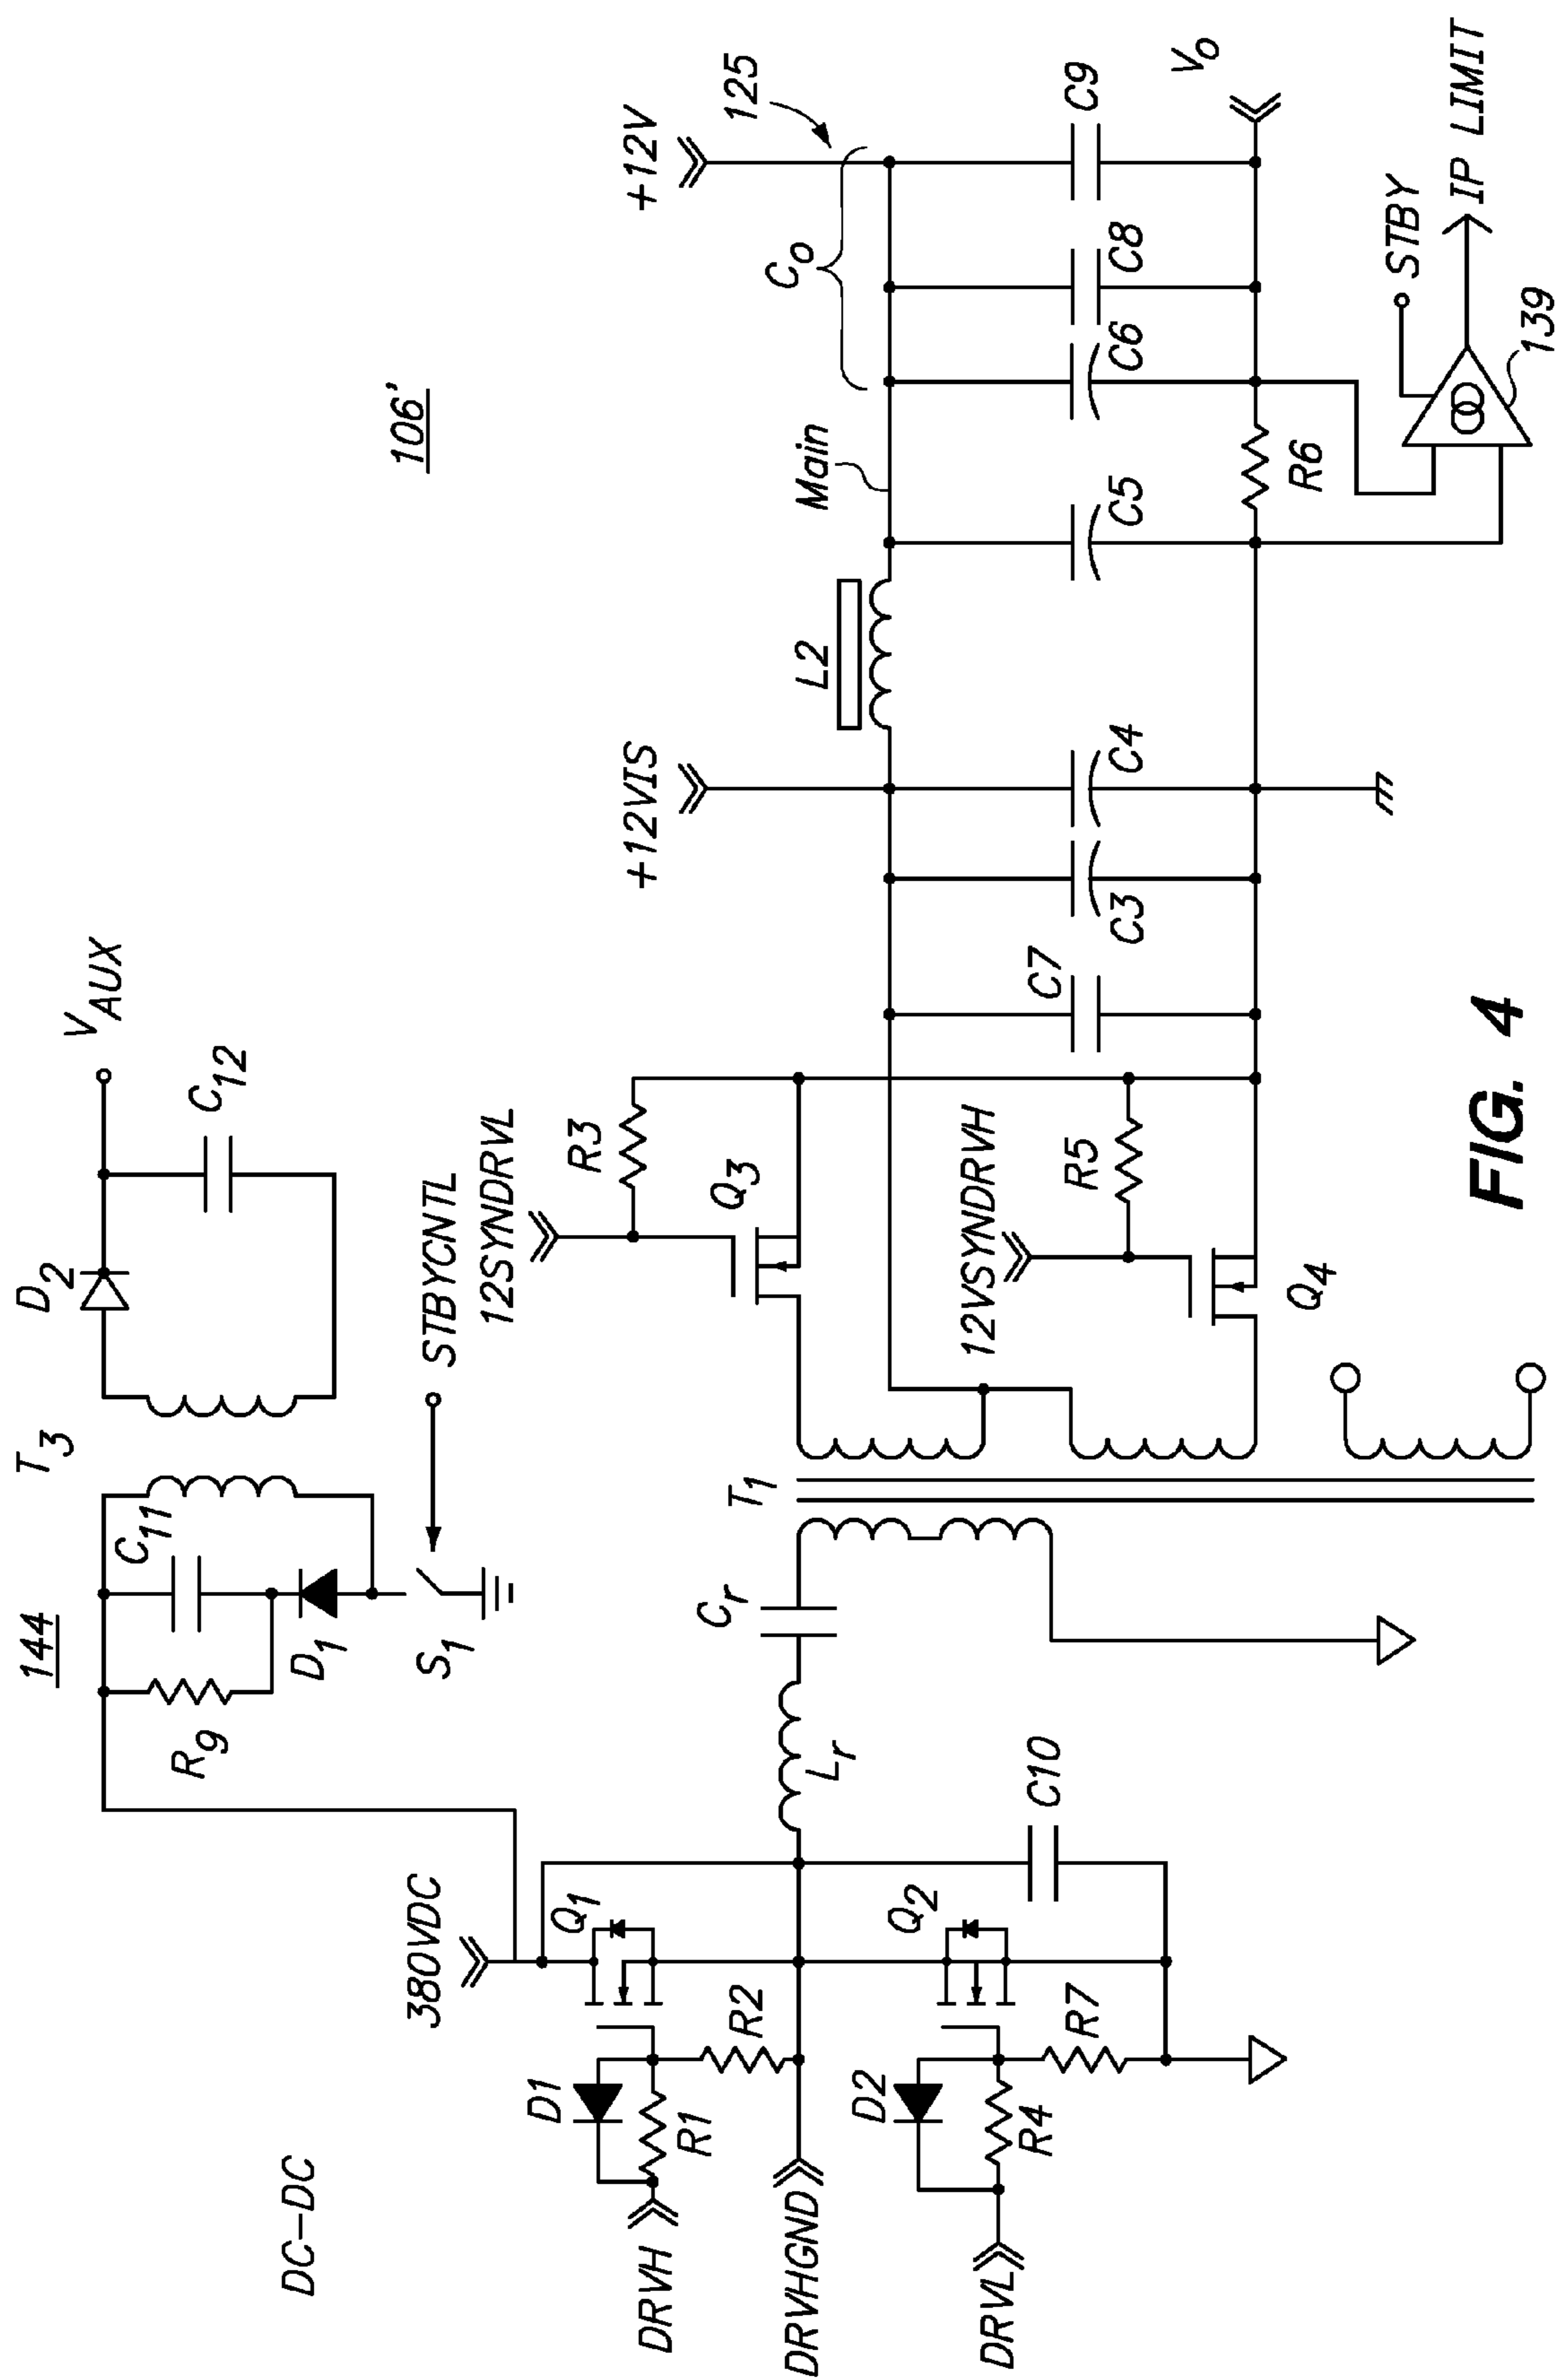 106'
DC-DC
144
T3
VAUX
C11
R9
D1
S1
D2
C12
STBYCNTL
380VDC
12SYNDRVL
+12VIS
+12V
125
DRVH
D1
R1
Q1
R2
R3
Q3
T1
Cr
Lr
L2
Main
Co
DRVHGND
D2
R4
DRVL
Q2
R7
C10
12VSYNDRVH
R5
Q4
C7
C3
C4
C5
C6
C8
C9
R6
Vo
STBY
IP LIMIT
139
FIG. 4